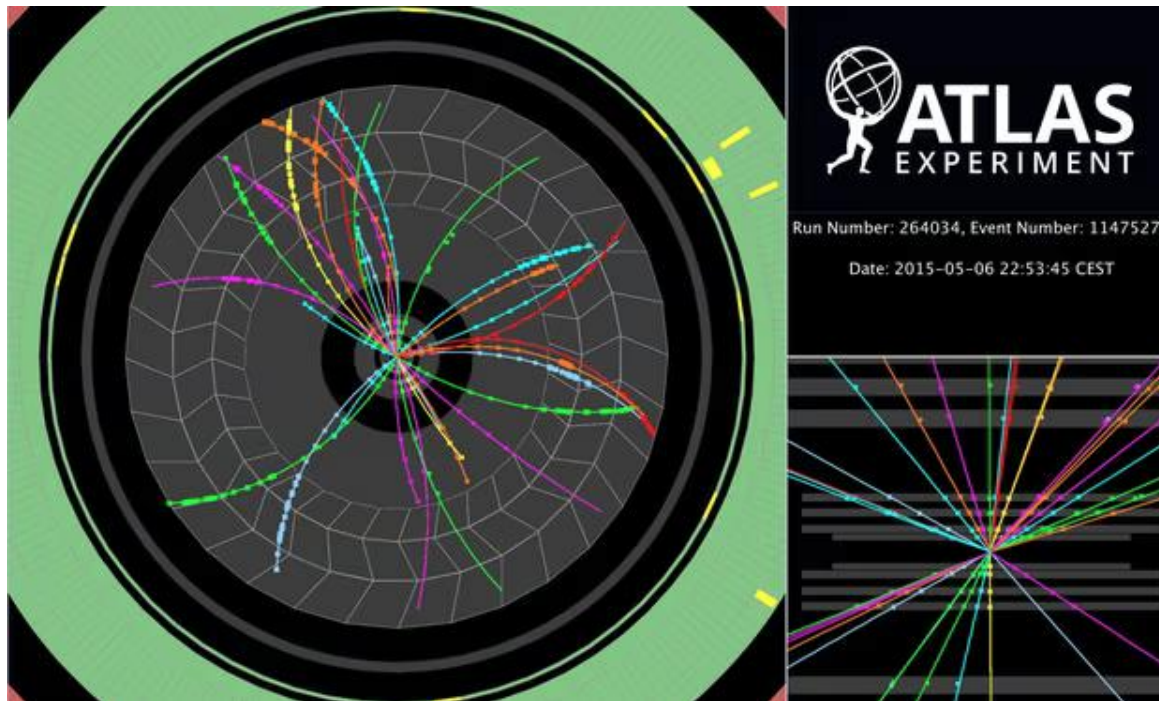 ATLAS
EXPERIMENT
Run Number: 264034, Event Number: 1147527
Date: 2015-05-06 22:53:45 CEST